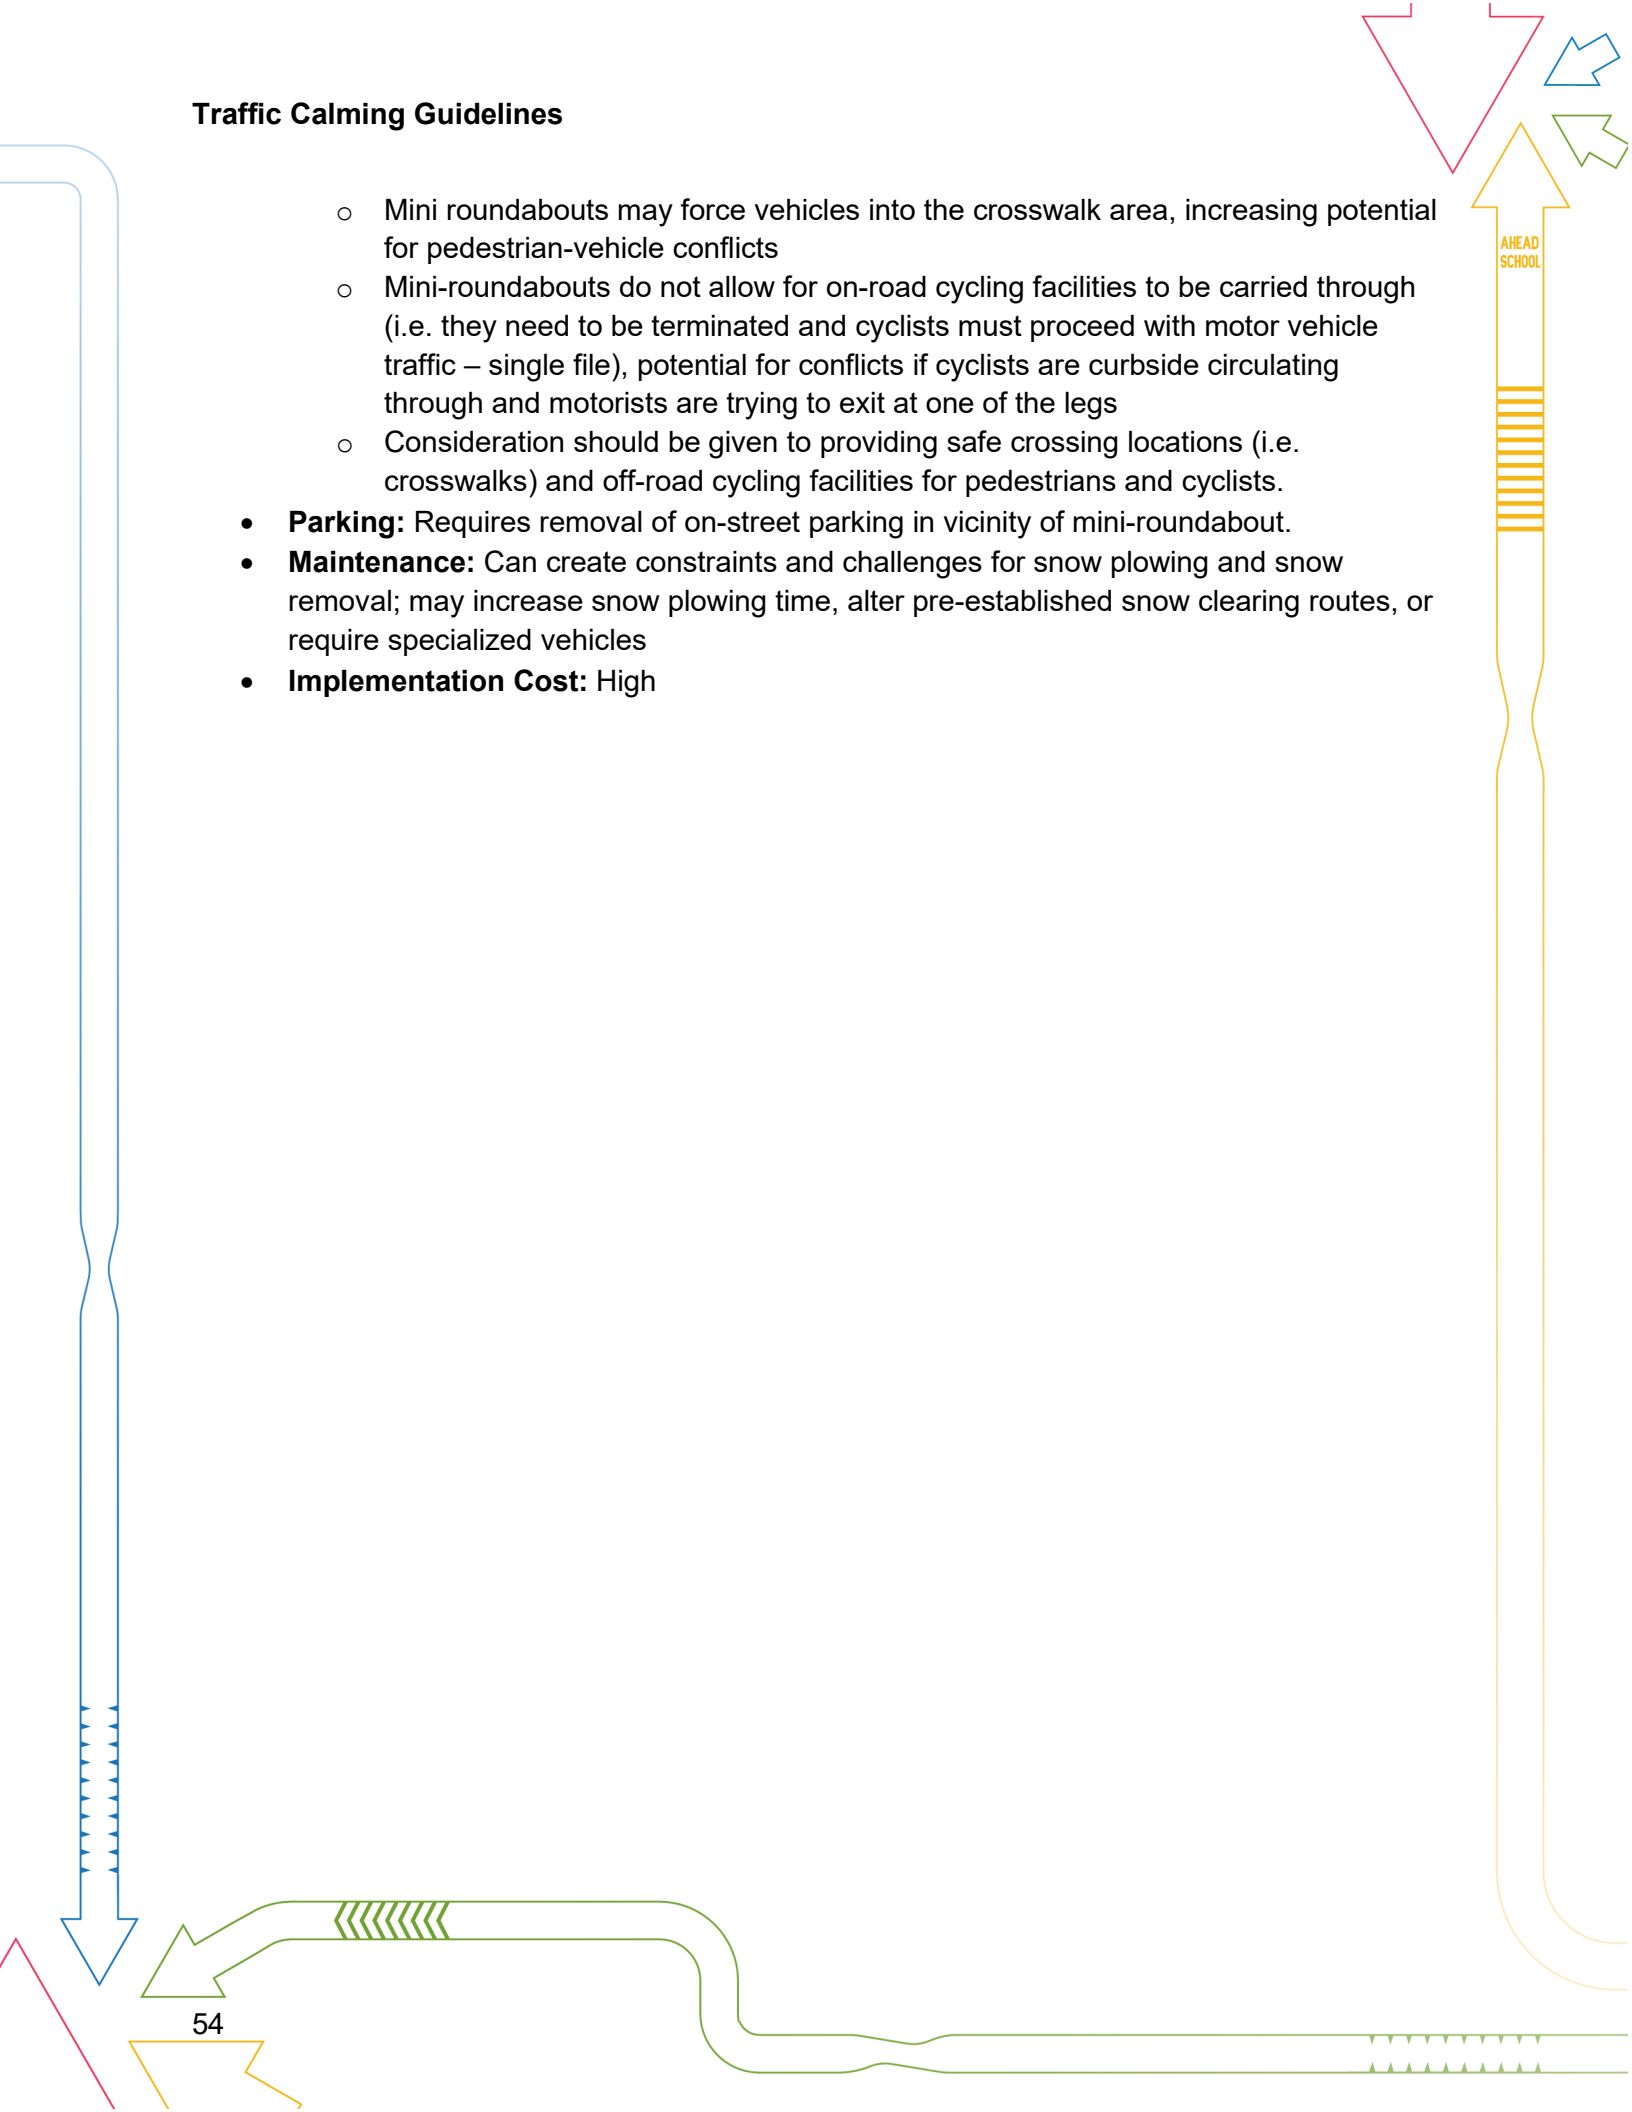 Traffic Calming Guidelines
○ Mini roundabouts may force vehicles into the crosswalk area, increasing potential
for pedestrian-vehicle conflicts
○ Mini-roundabouts do not allow for on-road cycling facilities to be carried through
(i.e. they need to be terminated and cyclists must proceed with motor vehicle
traffic – single file), potential for conflicts if cyclists are curbside circulating
through and motorists are trying to exit at one of the legs
○ Consideration should be given to providing safe crossing locations (i.e.
crosswalks) and off-road cycling facilities for pedestrians and cyclists.
• Parking: Requires removal of on-street parking in vicinity of mini-roundabout.
• Maintenance: Can create constraints and challenges for snow plowing and snow
removal; may increase snow plowing time, alter pre-established snow clearing routes, or
require specialized vehicles
• Implementation Cost: High
AHEAD
SCHOOL
54